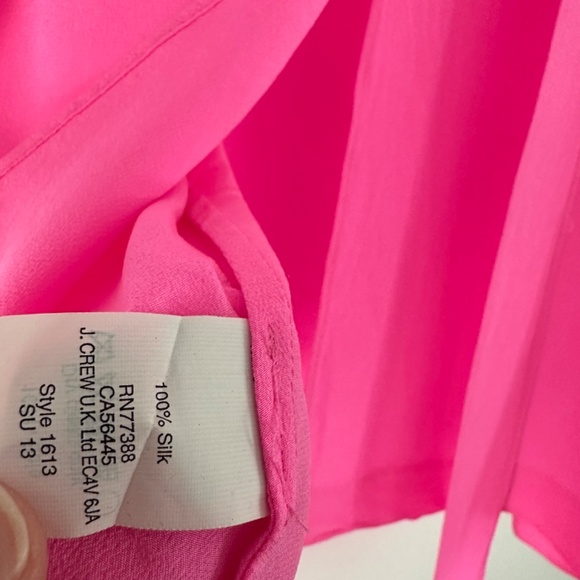 100% Silk
RN77388
CA56445
J. CREW U.K. Ltd EC4V 6JA
Style 1613
SU 13